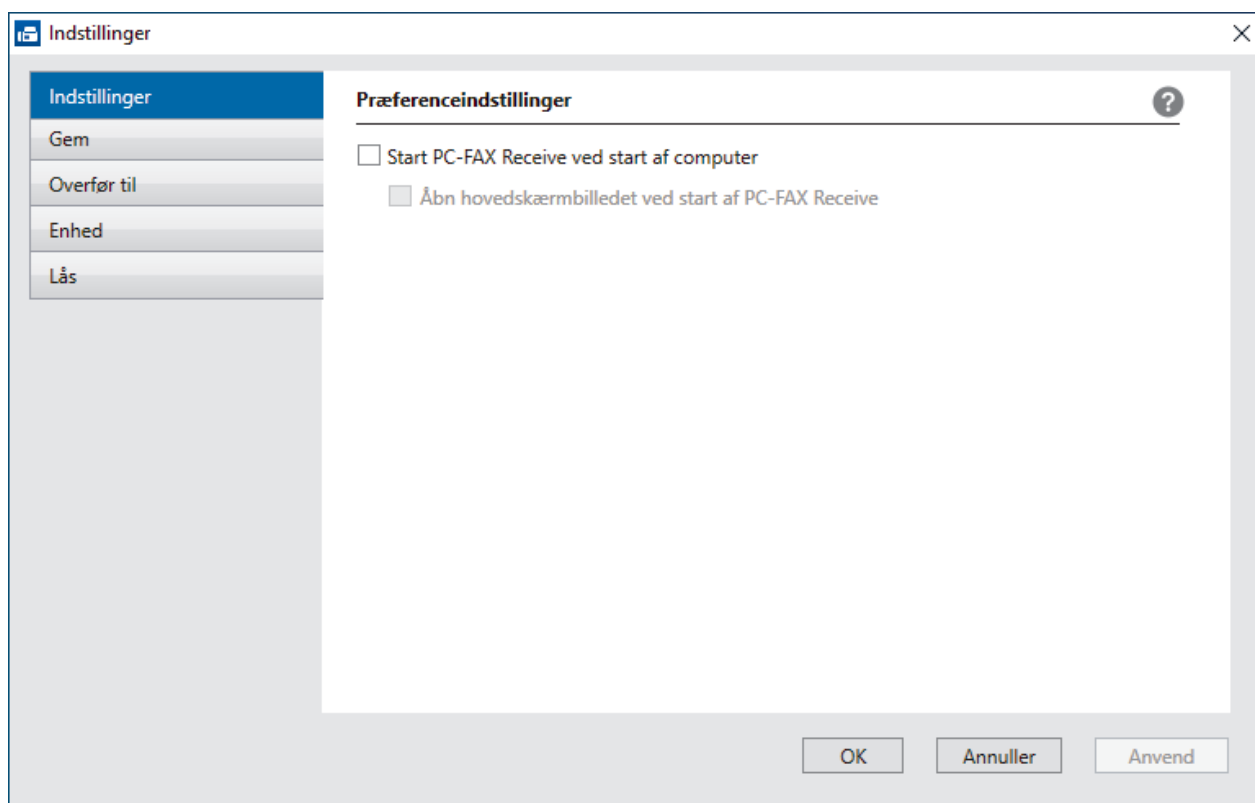 Indstillinger
Indstillinger
Gem
Overfør til
Enhed
Lås
Præferenceindstillinger
?
Start PC-FAX Receive ved start af computer
Åbn hovedskærmbilledet ved start af PC-FAX Receive
OK
Annuller
Anvend